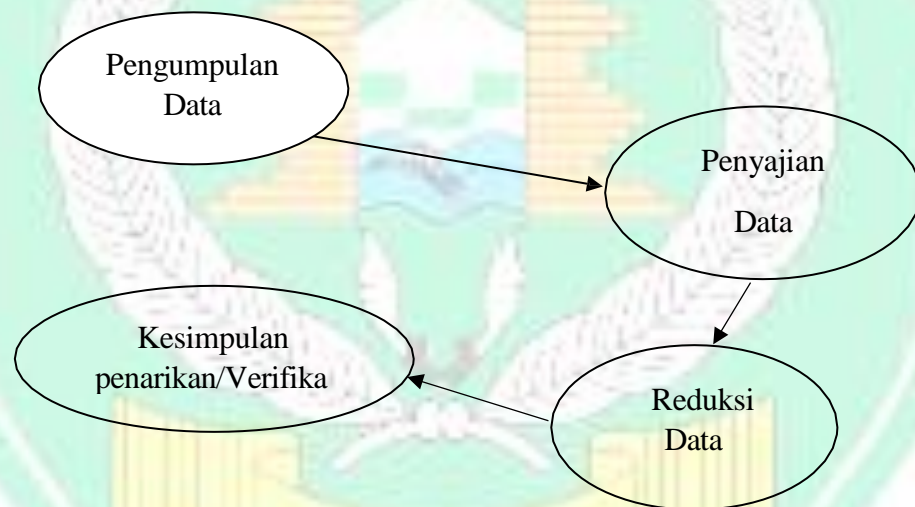 Pengumpulan
Data
Penyajian
Data
Kesimpulan
penarikan/Verifika
Reduksi
Data